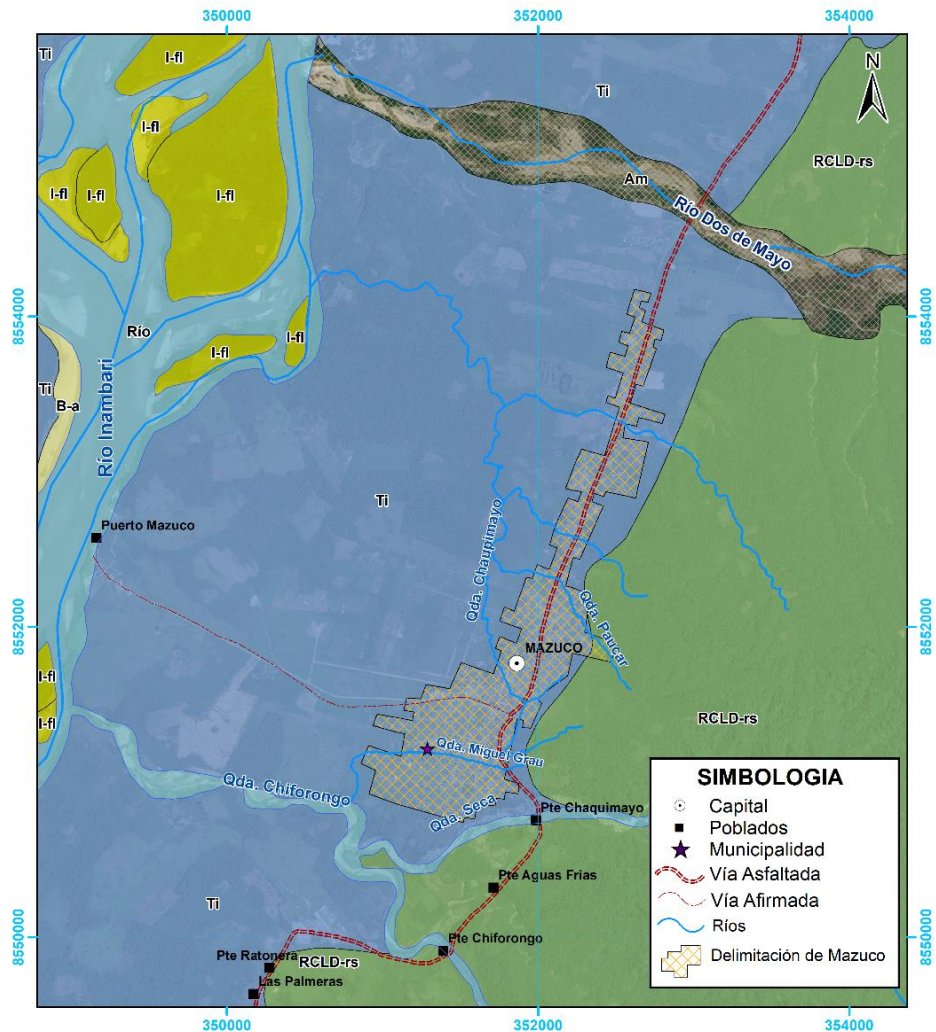 350000
352000
354000
Ti
I-fl
Ti
N
I-fl
RCLD-rs
I-fl
I-fl
I-fl
Am
Río Dos de Mayo
8554000
8554000
Río
I-fl
I-fl
Ti
B-a
Río Inambari
Ti
Puerto Mazuco
Qda. Chaupimayo
Qda. Paucar
8552000
8552000
MAZUCO
I-fl
I-fl
RCLD-rs
Qda. Miguel Grau
Qda. Chiforongo
Qda. Seca
Pte Chaquimayo
Pte Aguas Frias
Ti
8550000
8550000
Pte Chiforongo
Pte Ratonera
RCLD-rs
Las Palmeras
SIMBOLOGIA
Capital
Poblados
Municipalidad
Vía Asfaltada
Vía Afirmada
Ríos
Delimitación de Mazuco
350000
352000
354000